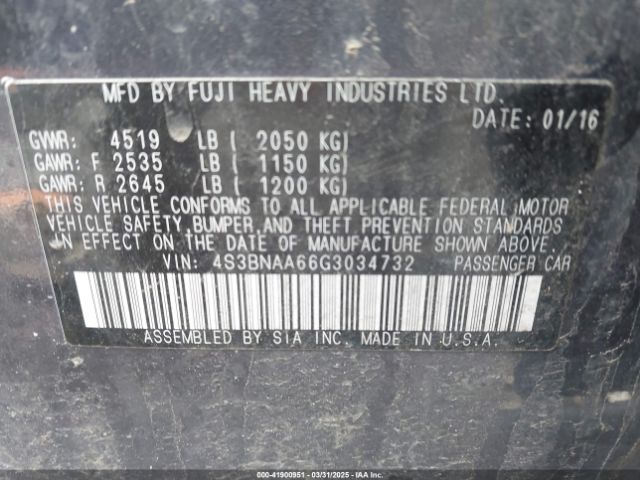 MFD BY FUJI HEAVY INDUSTRIES LTD.
DATE: 01/16
GVWR: 4519 LB ( 2050 KG)
GAWR: F 2535 LB ( 1150 KG)
GAWR: R 2645 LB ( 1200 KG)
THIS VEHICLE CONFORMS TO ALL APPLICABLE FEDERAL MOTOR
VEHICLE SAFETY, BUMPER, AND THEFT PREVENTION STANDARDS
IN EFFECT ON THE DATE OF MANUFACTURE SHOWN ABOVE.
VIN: 4S3BNAA66G3034732 PASSENGER CAR
ASSEMBLED BY SIA INC. MADE IN U.S.A.
000-41900951 - 03/31/2025 - IAA Inc.